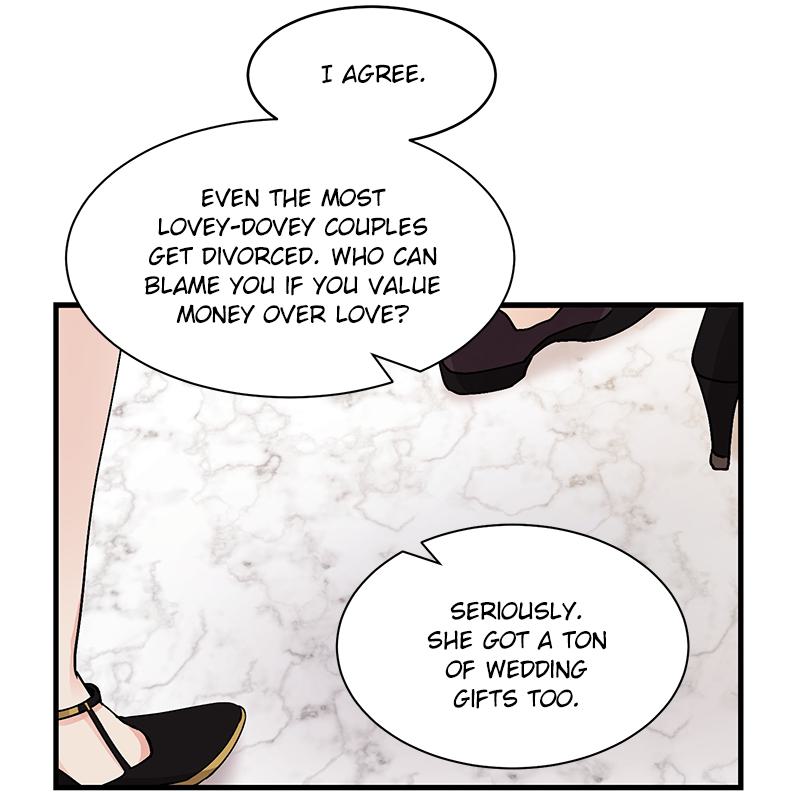 I AGREE.
EVEN THE MOST
LOVEY-DOVEY COUPLES
GET DIVORCED. WHO CAN
BLAME YOU IF YOU VALUE
MONEY OVER LOVE?
SERIOUSLY.
SHE GOT A TON
OF WEDDING
GIFTS TOO.